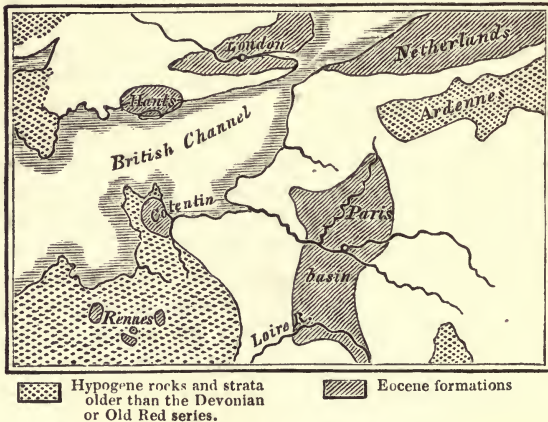 London
Netherlands
Hants
Ardennes
British Channel
Cotentin
Paris
basin
Rennes
Loire R.
Hypogene rocks and strata
older than the Devonian
or Old Red series.
Eocene formations